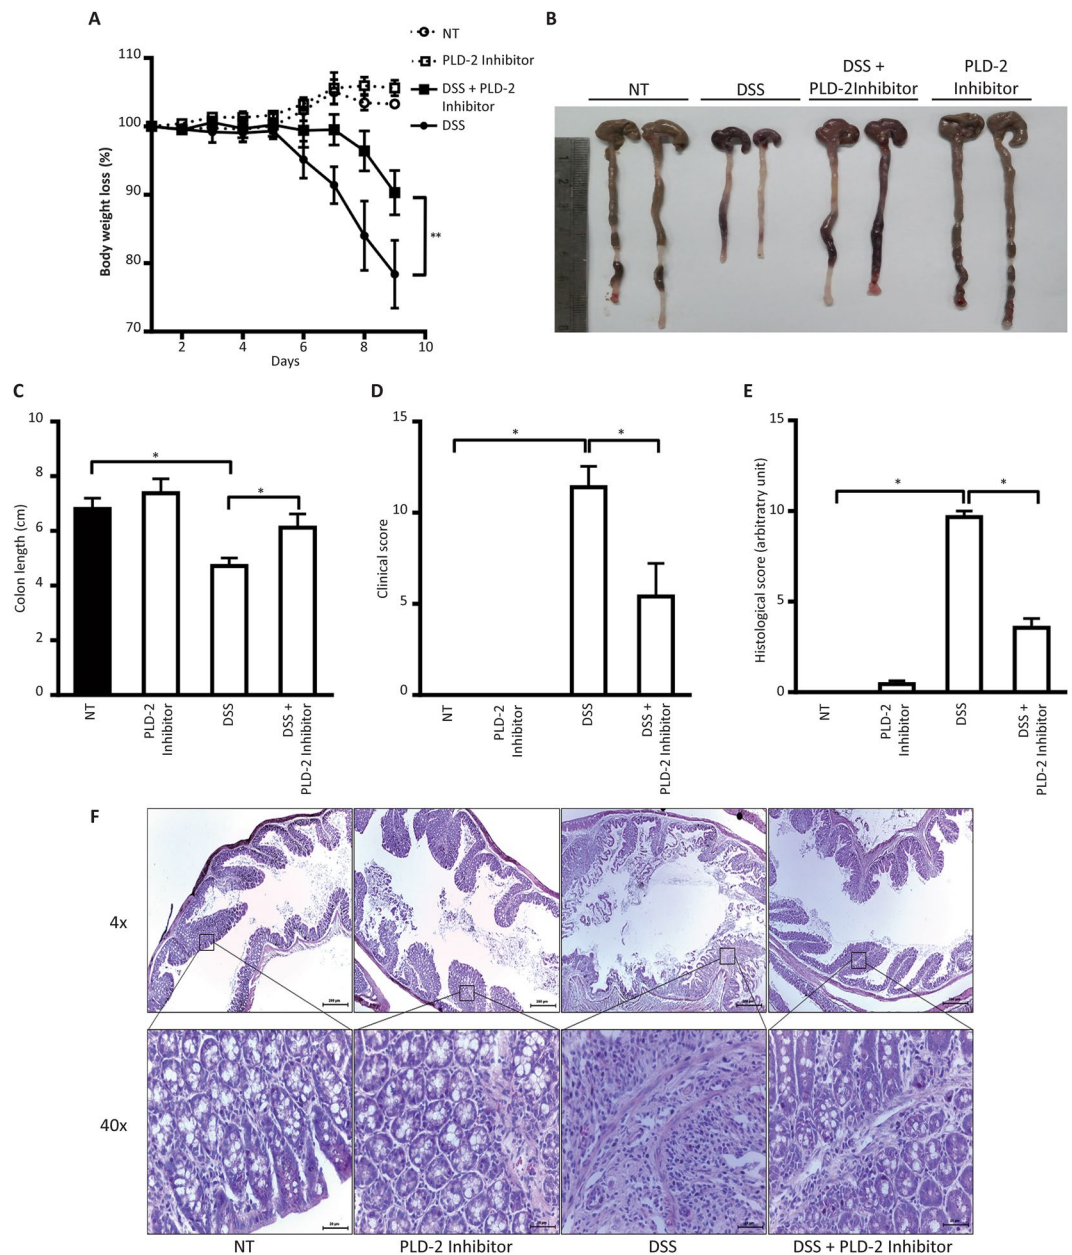 A
NT
PLD-2 Inhibitor
DSS + PLD-2
Inhibitor
DSS
110
100
90
80
70
Body weight loss (%)
2
4
6
8
10
Days
**
B
NT
DSS
DSS +
PLD-2Inhibitor
PLD-2
Inhibitor
C
10
8
6
4
2
0
Colon length (cm)
*
*
NT
PLD-2
Inhibitor
DSS
DSS +
PLD-2 Inhibitor
D
15
10
5
0
Clinical score
*
*
NT
PLD-2
Inhibitor
DSS
DSS +
PLD-2 Inhibitor
E
15
10
5
0
Histological score (arbitratry unit)
*
*
NT
PLD-2
Inhibitor
DSS
DSS +
PLD-2 Inhibitor
F
4x
40x
NT
PLD-2 Inhibitor
DSS
DSS + PLD-2 Inhibitor